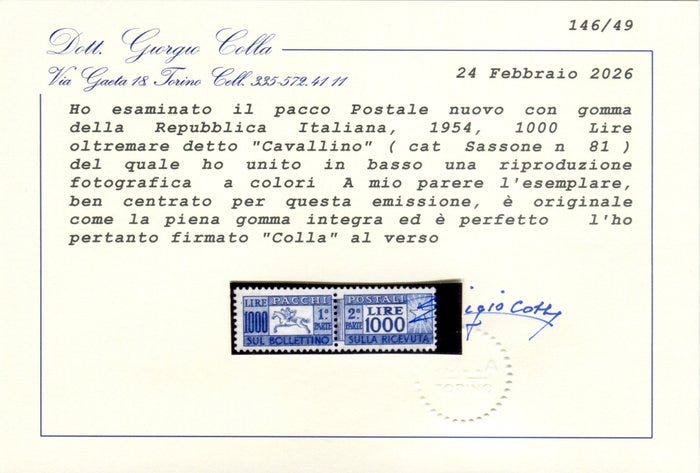 146/49
Dott. Giorgio Colla
Via Gaeta 18 Torino Cell. 335-572.41 11
24 Febbraio 2026
Ho esaminato il pacco Postale nuovo con gomma
della Repubblica Italiana, 1954, 1000 Lire
oltremare detto "Cavallino" ( cat Sassone n 81 )
del quale ho unito in basso una riproduzione
fotografica a colori A mio parere l'esemplare,
ben centrato per questa emissione, è originale
come la piena gomma integra ed è perfetto l'ho
pertanto firmato "Colla" al verso
LIRE PACCHI POSTALI
1000 1ª PARTE 2ª PARTE LIRE 1000
SUL BOLLETTINO SULLA RICEVUTA
Giorgio Colla
COLLA
TORINO